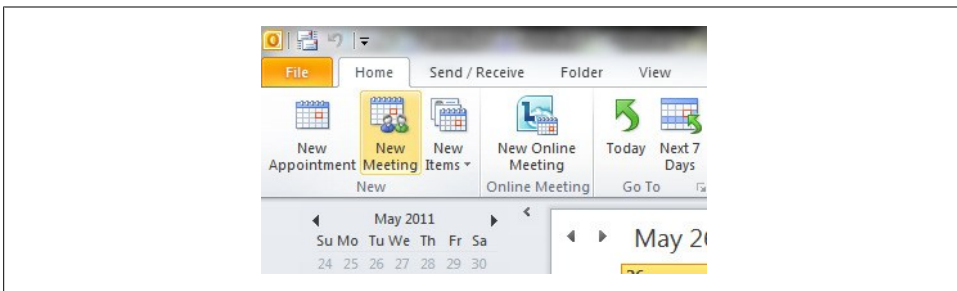 File Home Send / Receive Folder View
New Appointment
New Meeting
New Items
New Online Meeting
Today
Next 7 Days
New Online Meeting Go To
May 2011
Su Mo Tu We Th Fr Sa
24 25 26 27 28 29 30
May 26